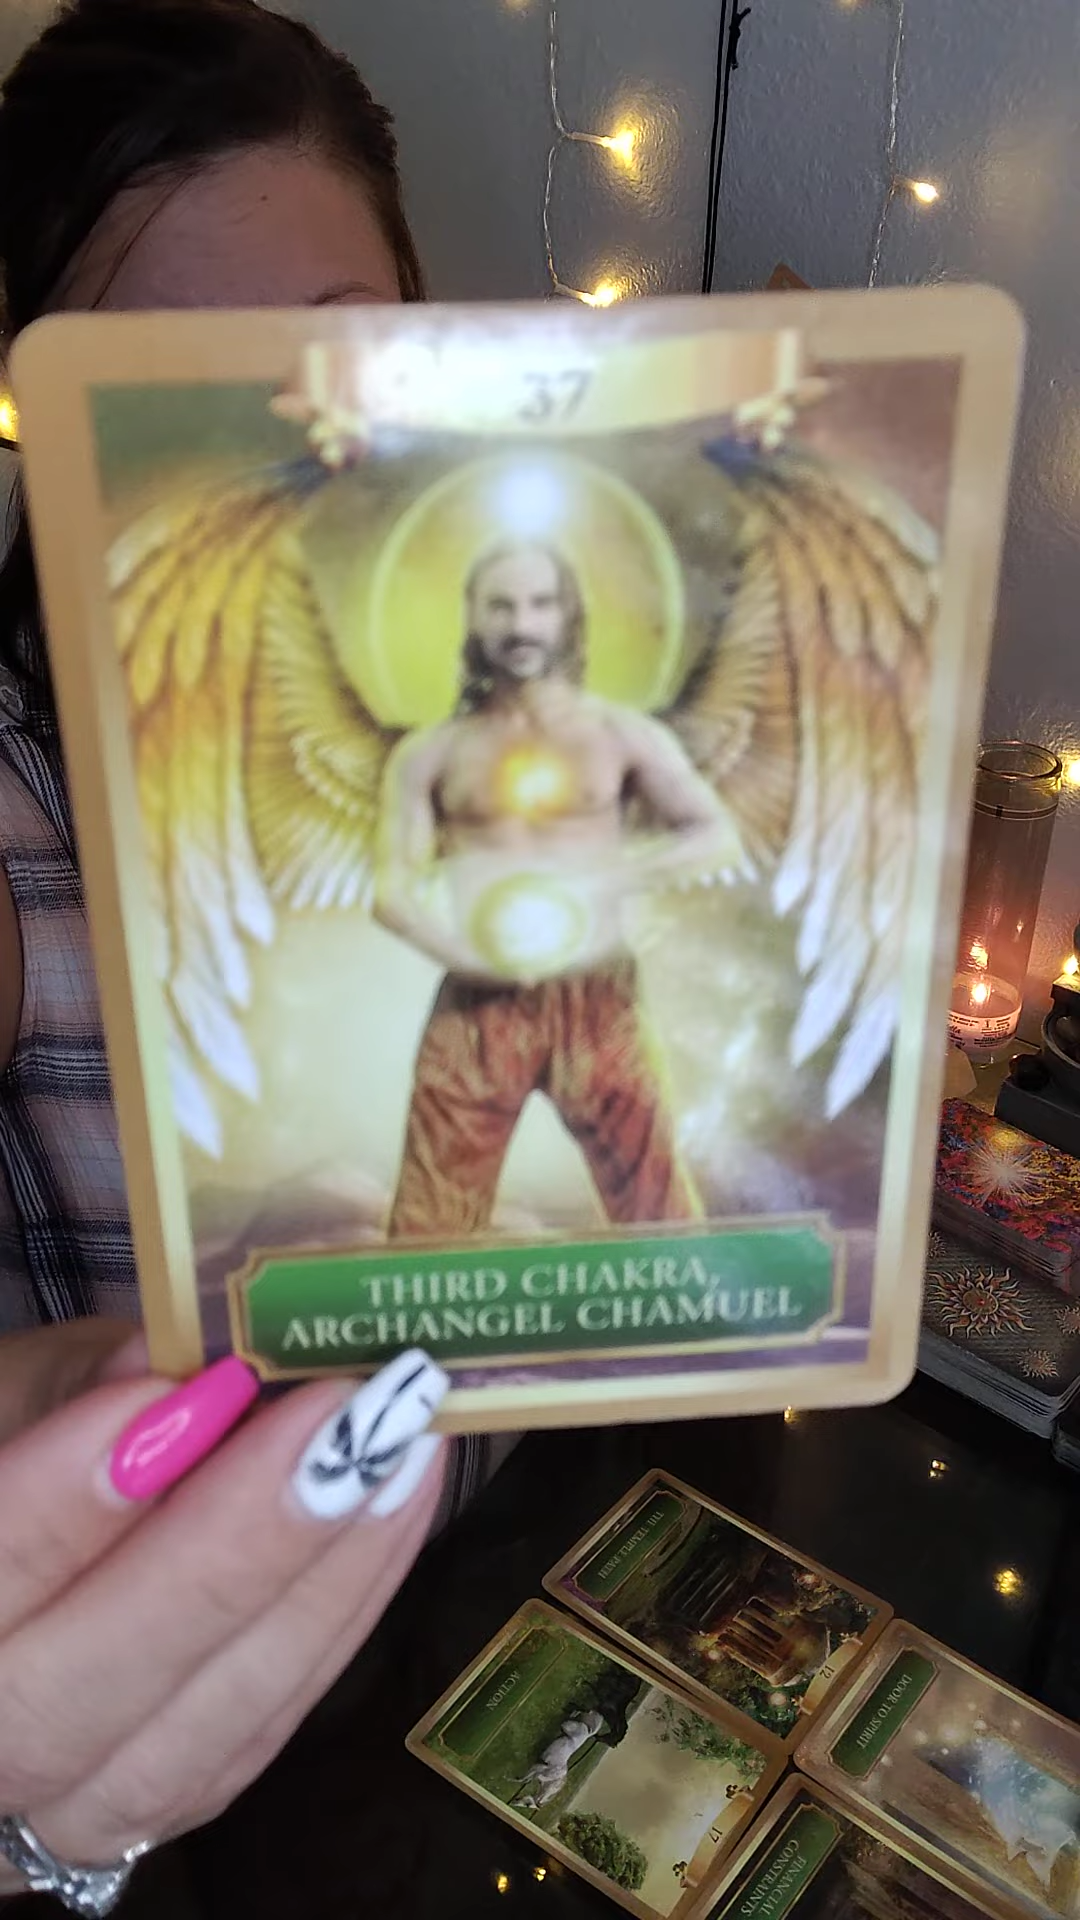 37
THIRD CHAKRA,
ARCHANGEL CHAMUEL
THE TEMPLE PATH
12
ACTION
17
DOOR TO SPIRIT
FINANCIAL
CONSTRAINTS